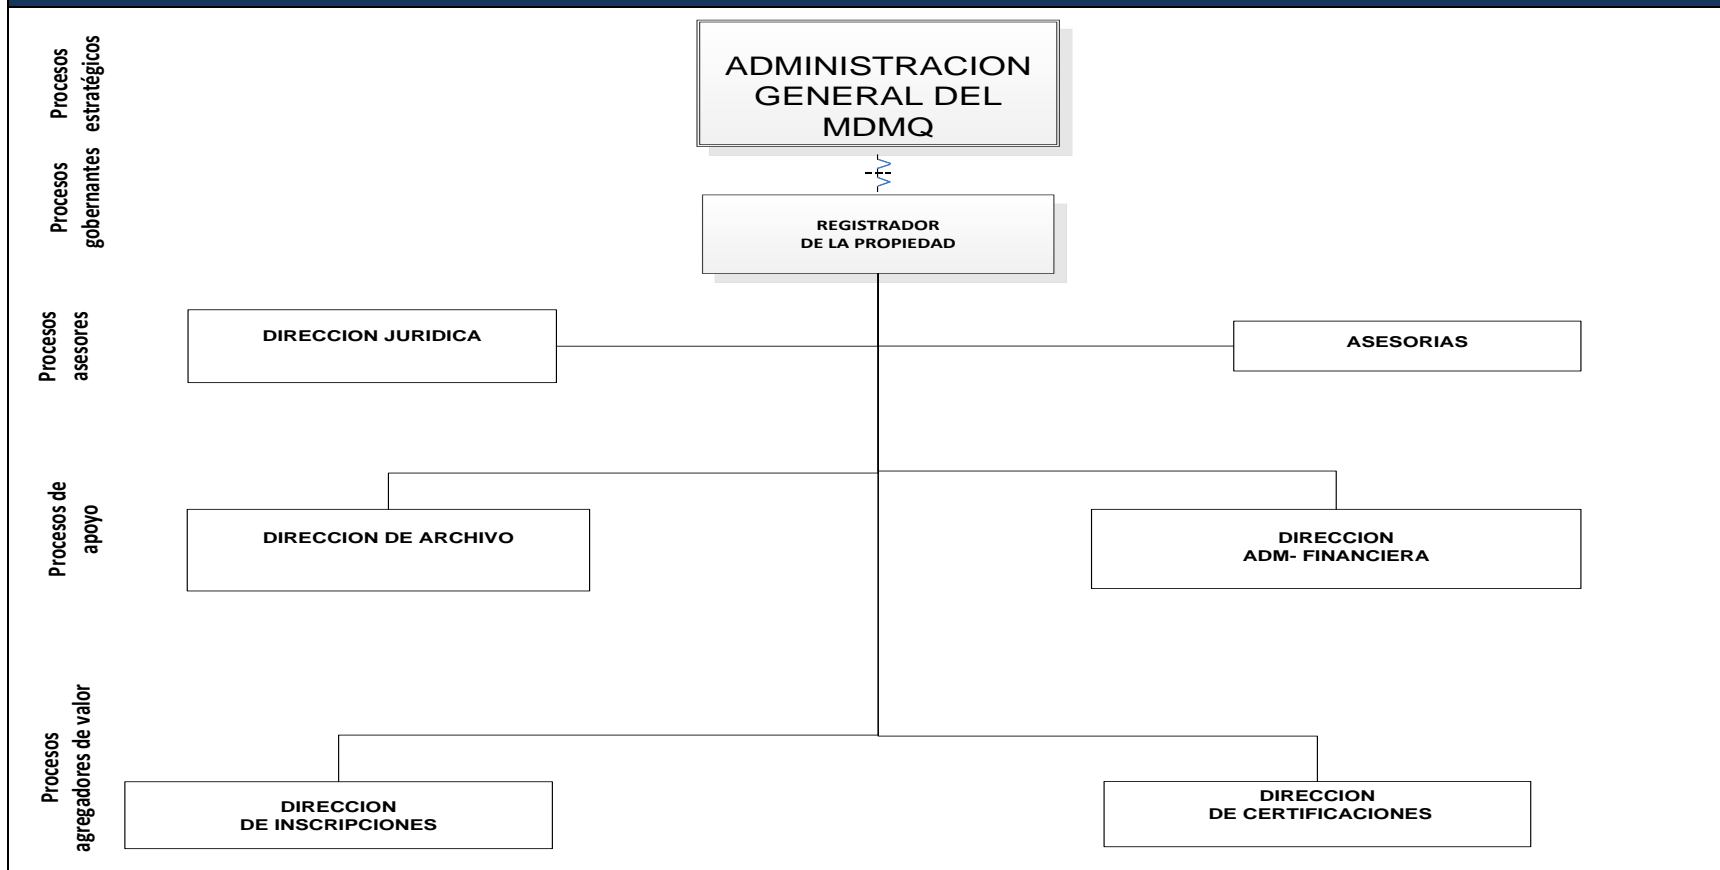 Procesos
estratégicos
ADMINISTRACION
GENERAL DEL
MDMQ
Procesos
gobernantes
REGISTRADOR
DE LA PROPIEDAD
Procesos
asesores
DIRECCION JURIDICA
ASESORIAS
Procesos de
apoyo
DIRECCION DE ARCHIVO
DIRECCION
ADM- FINANCIERA
Procesos
agregadores de valor
DIRECCION
DE INSCRIPCIONES
DIRECCION
DE CERTIFICACIONES